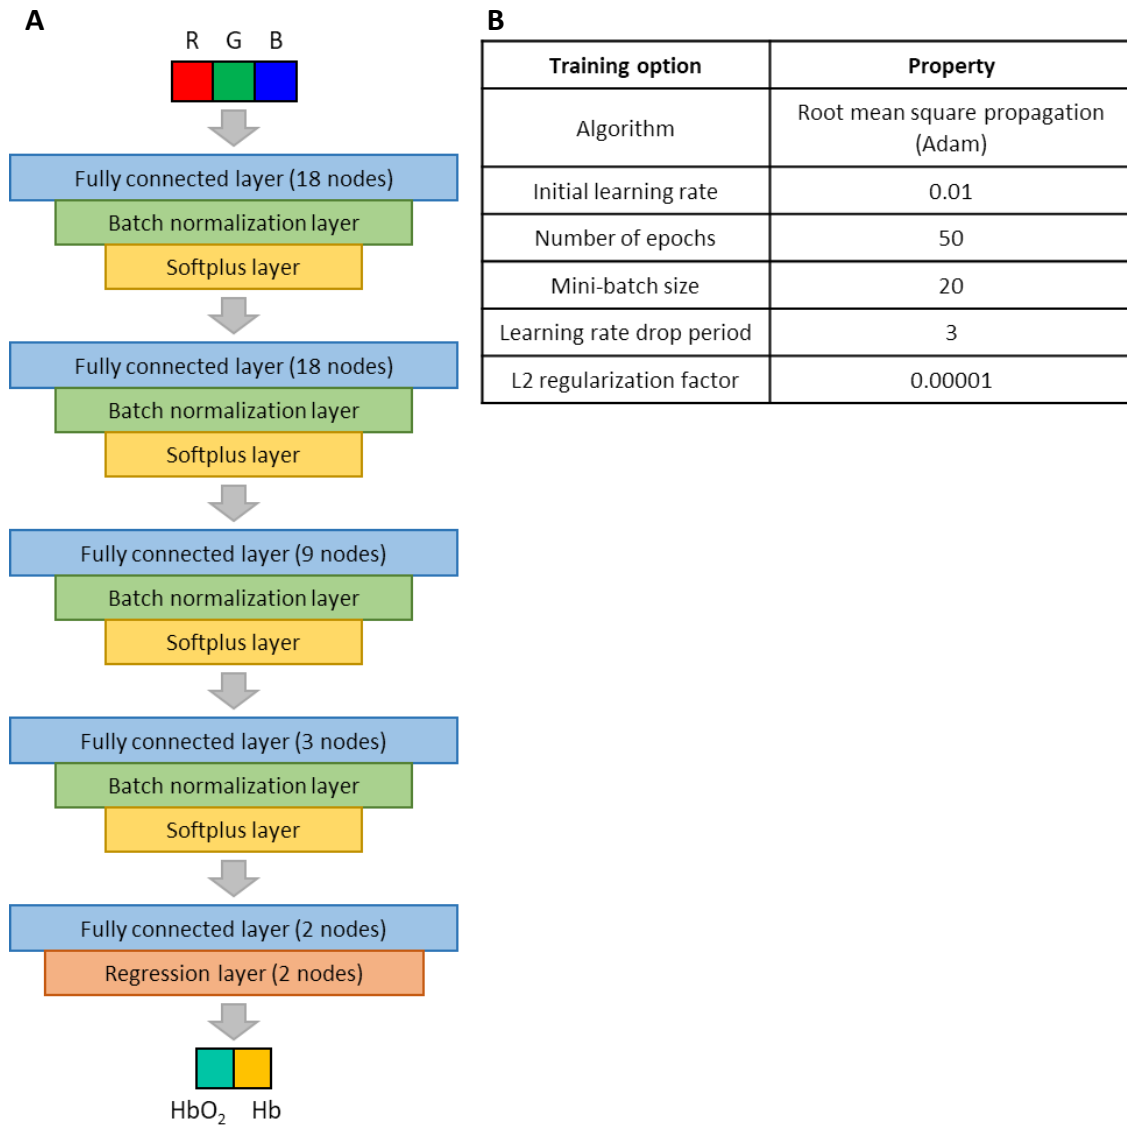 A
R G B
Fully connected layer (18 nodes)
Batch normalization layer
Softplus layer
Fully connected layer (18 nodes)
Batch normalization layer
Softplus layer
Fully connected layer (9 nodes)
Batch normalization layer
Softplus layer
Fully connected layer (3 nodes)
Batch normalization layer
Softplus layer
Fully connected layer (2 nodes)
Regression layer (2 nodes)
HbO₂ Hb
B
Training option Property
Algorithm Root mean square propagation
(Adam)
Initial learning rate 0.01
Number of epochs 50
Mini-batch size 20
Learning rate drop period 3
L2 regularization factor 0.00001